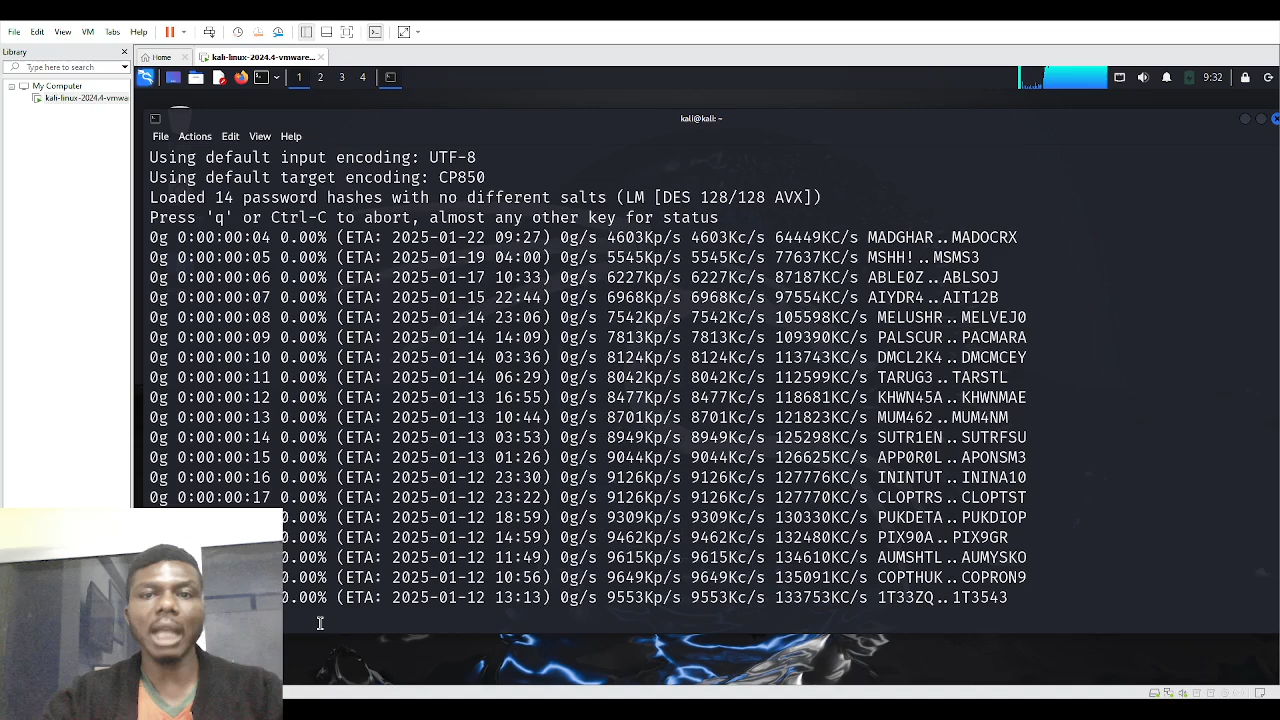 File Edit View VM Tabs Help
Library
Type here to search
My Computer
kali-linux-2024.4-vmwa
Home
kali-linux-2024.4-vmware...
1 2 3 4
9:32
kali@kali: ~
File Actions Edit View Help
Using default input encoding: UTF-8
Using default target encoding: CP850
Loaded 14 password hashes with no different salts (LM [DES 128/128 AVX])
Press 'q' or Ctrl-C to abort, almost any other key for status
0g 0:00:00:04 0.00% (ETA: 2025-01-22 09:27) 0g/s 4603Kp/s 4603Kc/s 64449KC/s MADGHAR..MADOCRX
0g 0:00:00:05 0.00% (ETA: 2025-01-19 04:00) 0g/s 5545Kp/s 5545Kc/s 77637KC/s MSHH!..MSMS3
0g 0:00:00:06 0.00% (ETA: 2025-01-17 10:33) 0g/s 6227Kp/s 6227Kc/s 87187KC/s ABLE0Z..ABLSOJ
0g 0:00:00:07 0.00% (ETA: 2025-01-15 22:44) 0g/s 6968Kp/s 6968Kc/s 97554KC/s AIYDR4..AIT12B
0g 0:00:00:08 0.00% (ETA: 2025-01-14 23:06) 0g/s 7542Kp/s 7542Kc/s 105598KC/s MELUSHR..MELVEJ0
0g 0:00:00:09 0.00% (ETA: 2025-01-14 14:09) 0g/s 7813Kp/s 7813Kc/s 109390KC/s PALSCUR..PACMARA
0g 0:00:00:10 0.00% (ETA: 2025-01-14 03:36) 0g/s 8124Kp/s 8124Kc/s 113743KC/s DMCL2K4..DMCMCEY
0g 0:00:00:11 0.00% (ETA: 2025-01-14 06:29) 0g/s 8042Kp/s 8042Kc/s 112599KC/s TARUG3..TARSTL
0g 0:00:00:12 0.00% (ETA: 2025-01-13 16:55) 0g/s 8477Kp/s 8477Kc/s 118681KC/s KHWN45A..KHWNMAE
0g 0:00:00:13 0.00% (ETA: 2025-01-13 10:44) 0g/s 8701Kp/s 8701Kc/s 121823KC/s MUM462..MUM4NM
0g 0:00:00:14 0.00% (ETA: 2025-01-13 03:53) 0g/s 8949Kp/s 8949Kc/s 125298KC/s SUTR1EN..SUTRFSU
0g 0:00:00:15 0.00% (ETA: 2025-01-13 01:26) 0g/s 9044Kp/s 9044Kc/s 126625KC/s APP0R0L..APONSM3
0g 0:00:00:16 0.00% (ETA: 2025-01-12 23:30) 0g/s 9126Kp/s 9126Kc/s 127776KC/s ININTUT..ININA10
0g 0:00:00:17 0.00% (ETA: 2025-01-12 23:22) 0g/s 9126Kp/s 9126Kc/s 127770KC/s CLOPTRS..CLOPTST
0.00% (ETA: 2025-01-12 18:59) 0g/s 9309Kp/s 9309Kc/s 130330KC/s PUKDETA..PUKDIOP
0.00% (ETA: 2025-01-12 14:59) 0g/s 9462Kp/s 9462Kc/s 132480KC/s PIX90A..PIX9GR
0.00% (ETA: 2025-01-12 11:49) 0g/s 9615Kp/s 9615Kc/s 134610KC/s AUMSHTL..AUMYSKO
0.00% (ETA: 2025-01-12 10:56) 0g/s 9649Kp/s 9649Kc/s 135091KC/s COPTHUK..COPRON9
0.00% (ETA: 2025-01-12 13:13) 0g/s 9553Kp/s 9553Kc/s 133753KC/s 1T33ZQ..1T3543